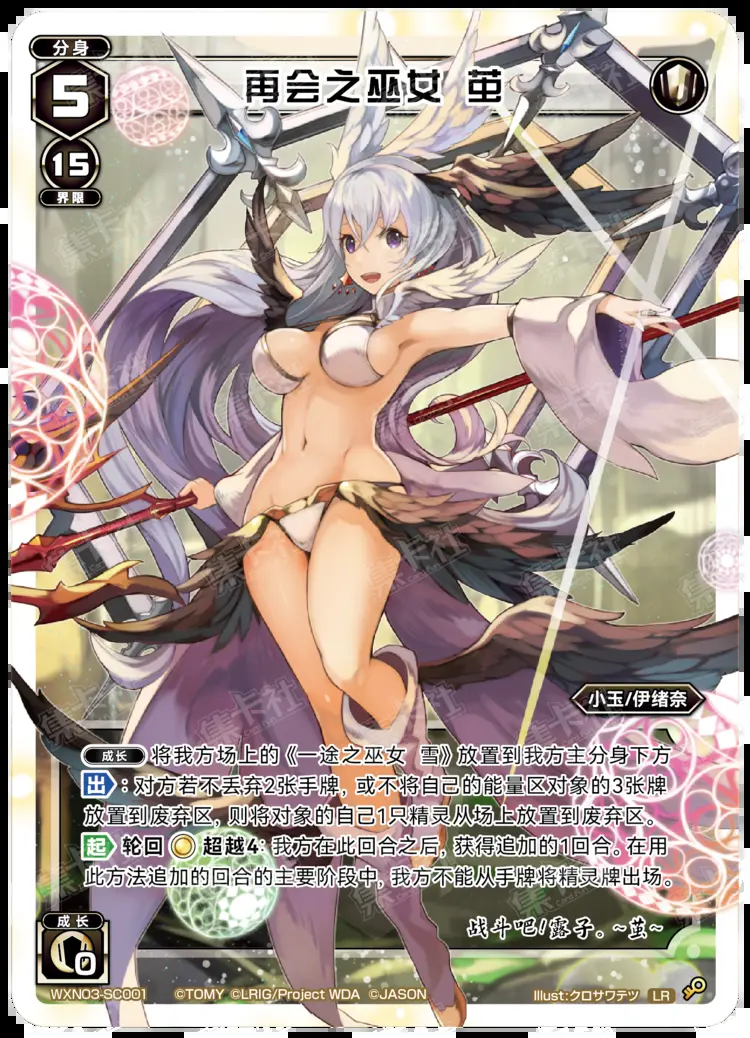 分身
再会之巫女 茧
5
15
界限
小玉/伊绪奈
成长 将我方场上的《一途之巫女 雪》放置到我方主分身下方
出:对方若不丢弃2张手牌,或不将自己的能量区对象的3张牌
放置到废弃区,则将对象的自己1只精灵从场上放置到废弃区。
起 轮回 超越4:我方在此回合之后,获得追加的1回合。在用
此方法追加的回合的主要阶段中,我方不能从手牌将精灵牌出场。
战斗吧!露子。~茧~
成长
0
WXN03-SC001 ©TOMY ©LRIG/Project WDA ©JASON Illust:クロサワテツ LR
集卡社